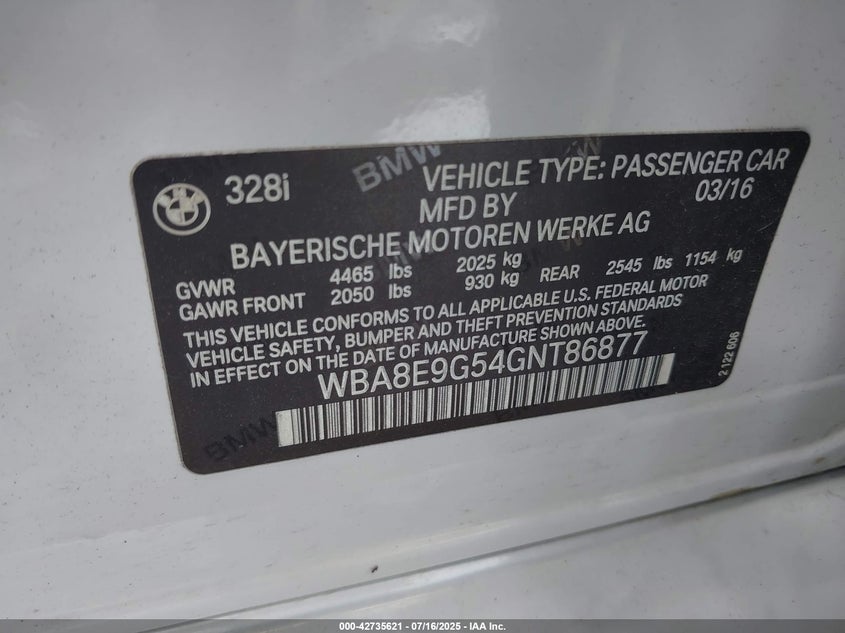 328i
VEHICLE TYPE: PASSENGER CAR
MFD BY
03/16
BAYERISCHE MOTOREN WERKE AG
GVWR 4465 lbs 2025 kg
GAWR FRONT 2050 lbs 930 kg REAR 2545 lbs 1154 kg
THIS VEHICLE CONFORMS TO ALL APPLICABLE U.S. FEDERAL MOTOR
VEHICLE SAFETY, BUMPER AND THEFT PREVENTION STANDARDS
IN EFFECT ON THE DATE OF MANUFACTURE SHOWN ABOVE.
WBA8E9G54GNT86877
2 122 606
BMW
BMW
BMW
000-42735621 - 07/16/2025 - IAA Inc.